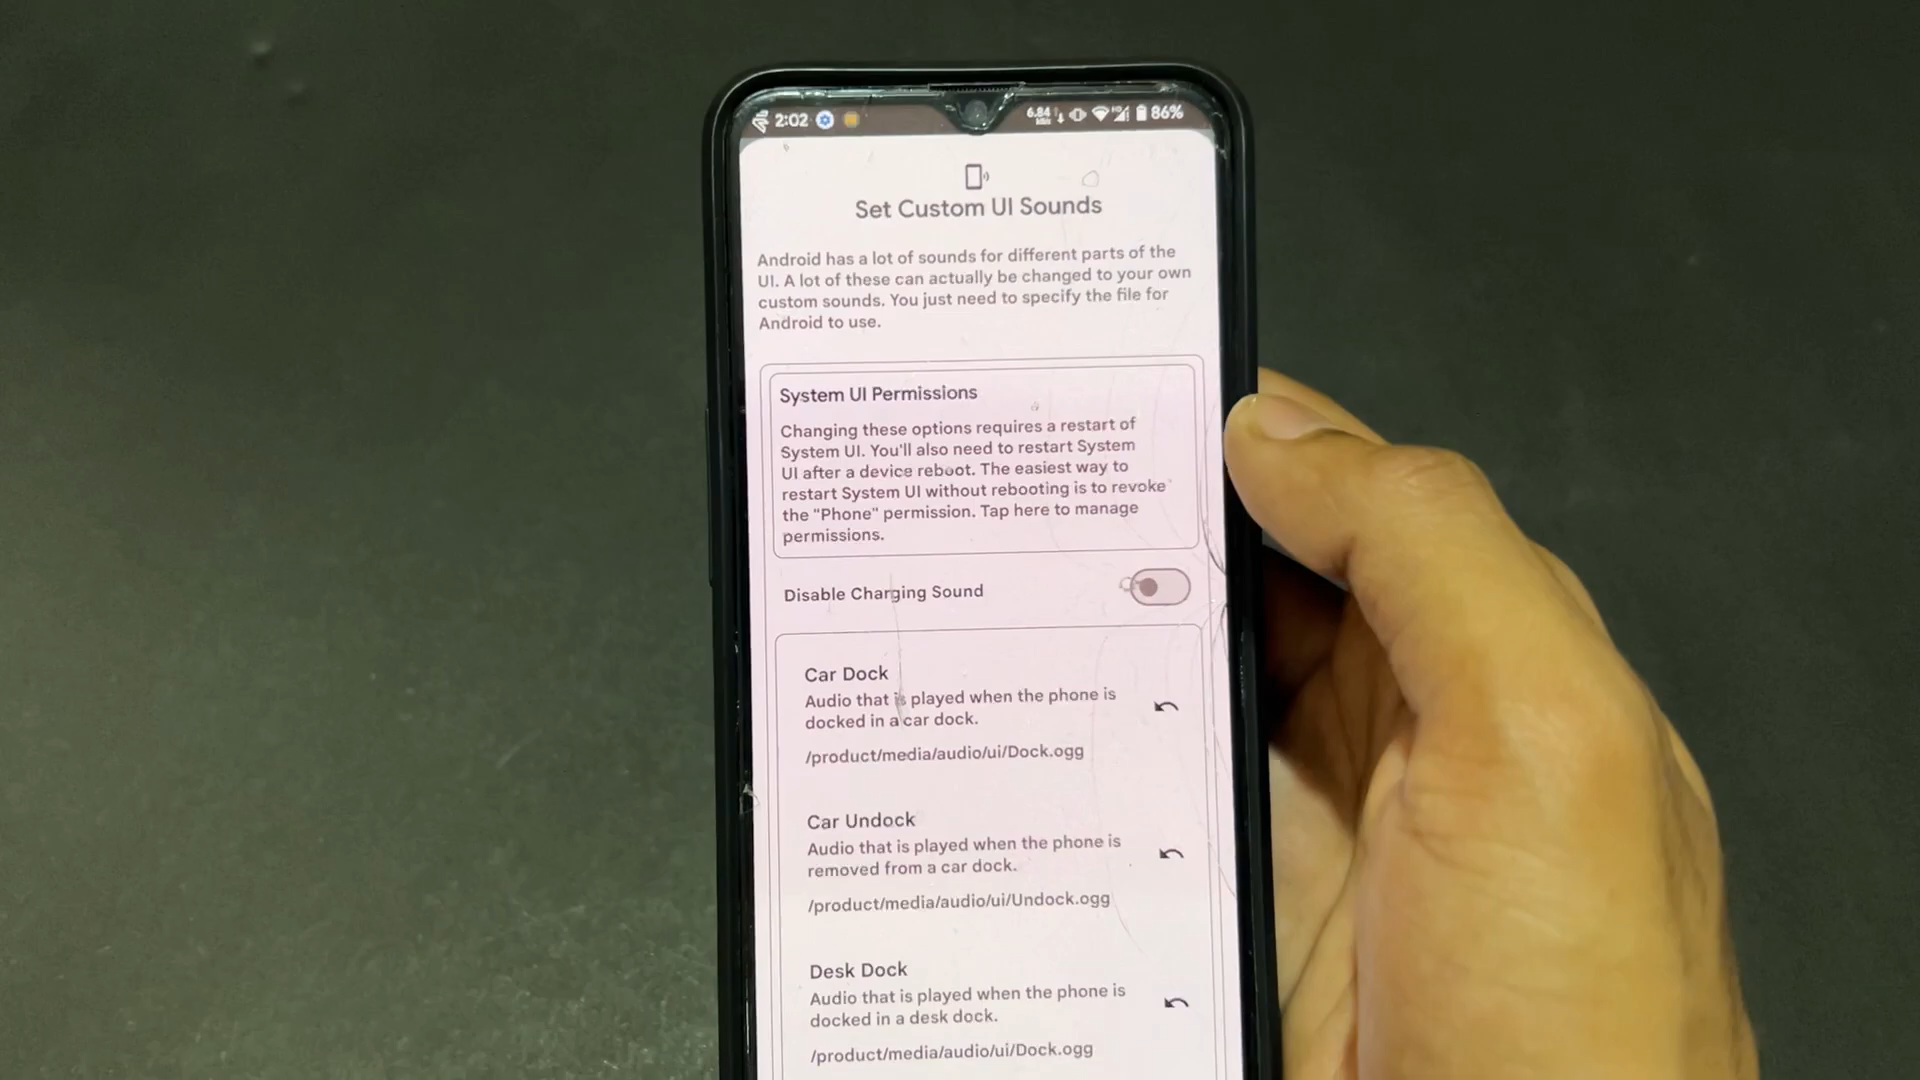 2:02 6.84 86%
Set Custom UI Sounds
Android has a lot of sounds for different parts of the
UI. A lot of these can actually be changed to your own
custom sounds. You just need to specify the file for
Android to use.
System UI Permissions
Changing these options requires a restart of
System UI. You'll also need to restart System
UI after a device reboot. The easiest way to
restart System UI without rebooting is to revoke
the "Phone" permission. Tap here to manage
permissions.
Disable Charging Sound
Car Dock
Audio that is played when the phone is
docked in a car dock.
/product/media/audio/ui/Dock.ogg
Car Undock
Audio that is played when the phone is
removed from a car dock.
/product/media/audio/ui/Undock.ogg
Desk Dock
Audio that is played when the phone is
docked in a desk dock.
/product/media/audio/ui/Dock.ogg